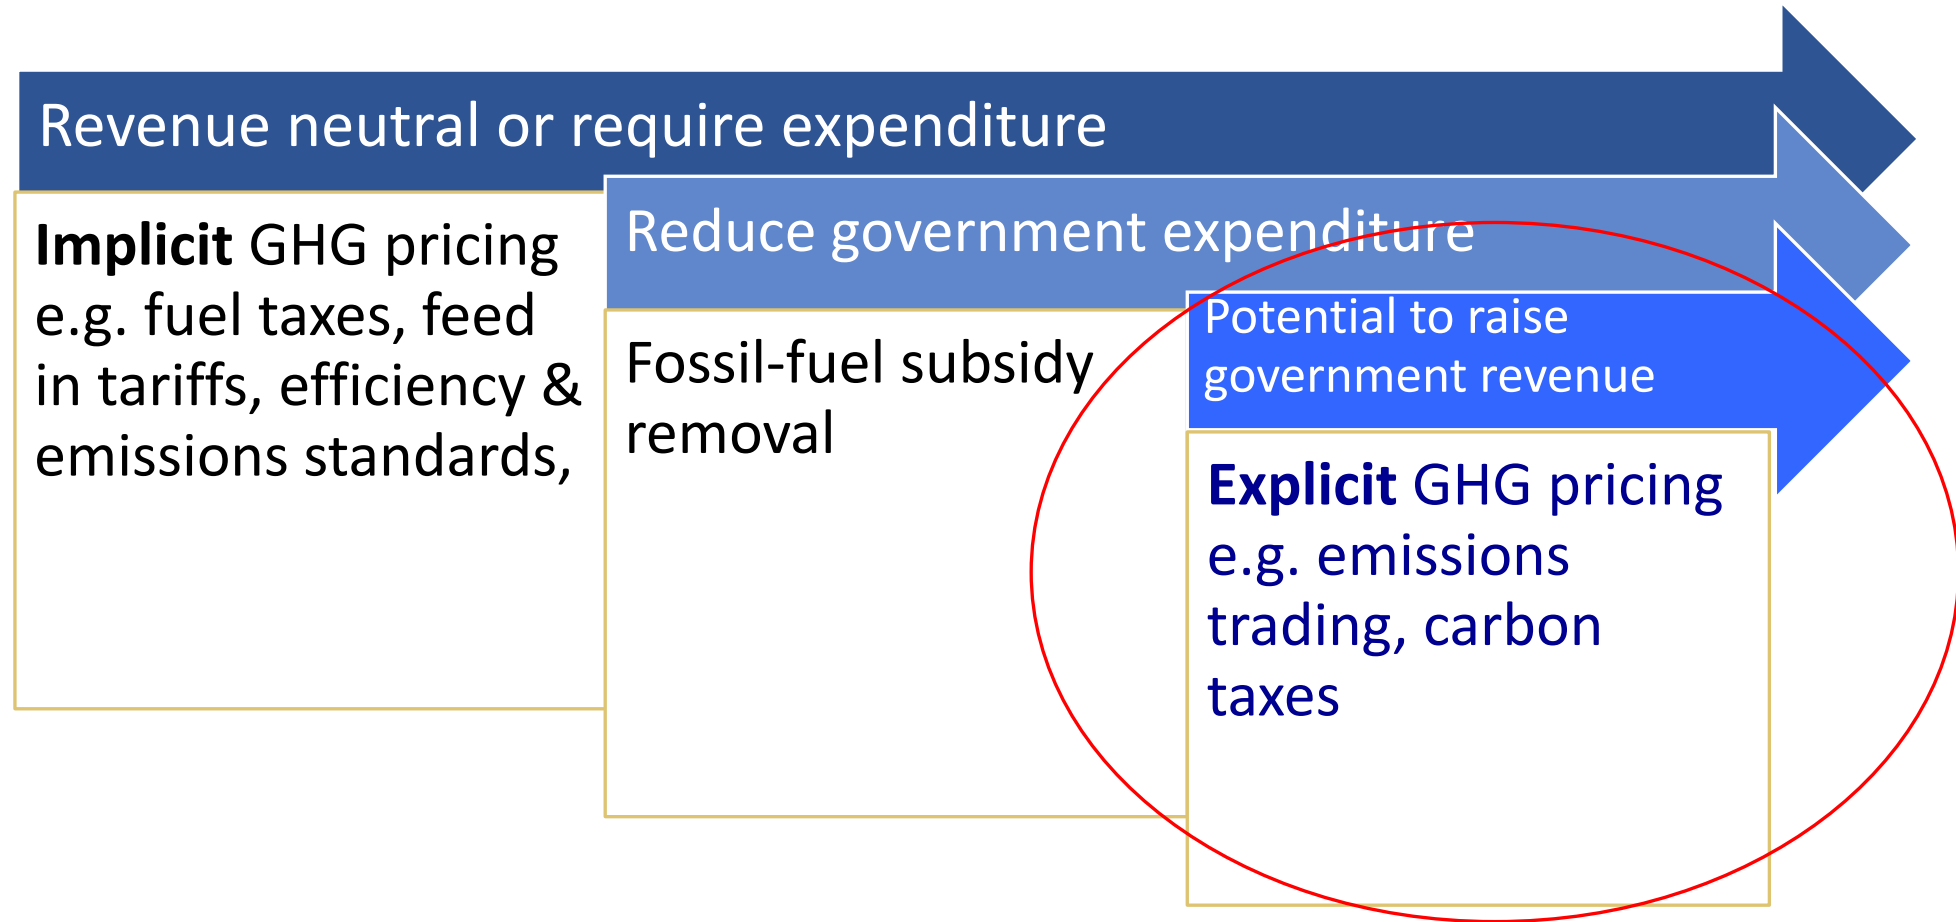 Revenue neutral or require expenditure
Implicit GHG pricing
e.g. fuel taxes, feed
in tariffs, efficiency &
emissions standards,
Reduce government expenditure
Fossil-fuel subsidy
removal
Potential to raise
government revenue
Explicit GHG pricing
e.g. emissions
trading, carbon
taxes